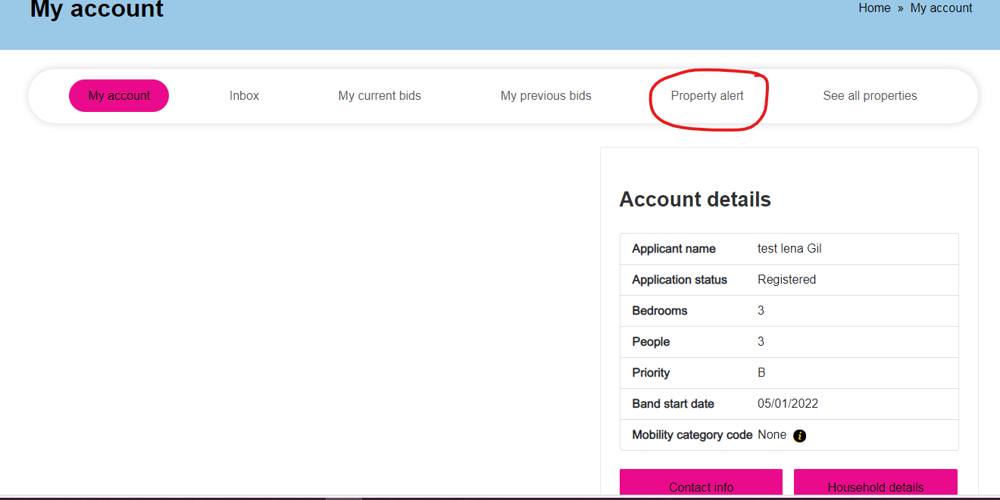 My account
Home » My account
My account Inbox My current bids My previous bids Property alert See all properties
Account details
Applicant name test lena Gil
Application status Registered
Bedrooms 3
People 3
Priority B
Band start date 05/01/2022
Mobility category code None i
Contact info Household details